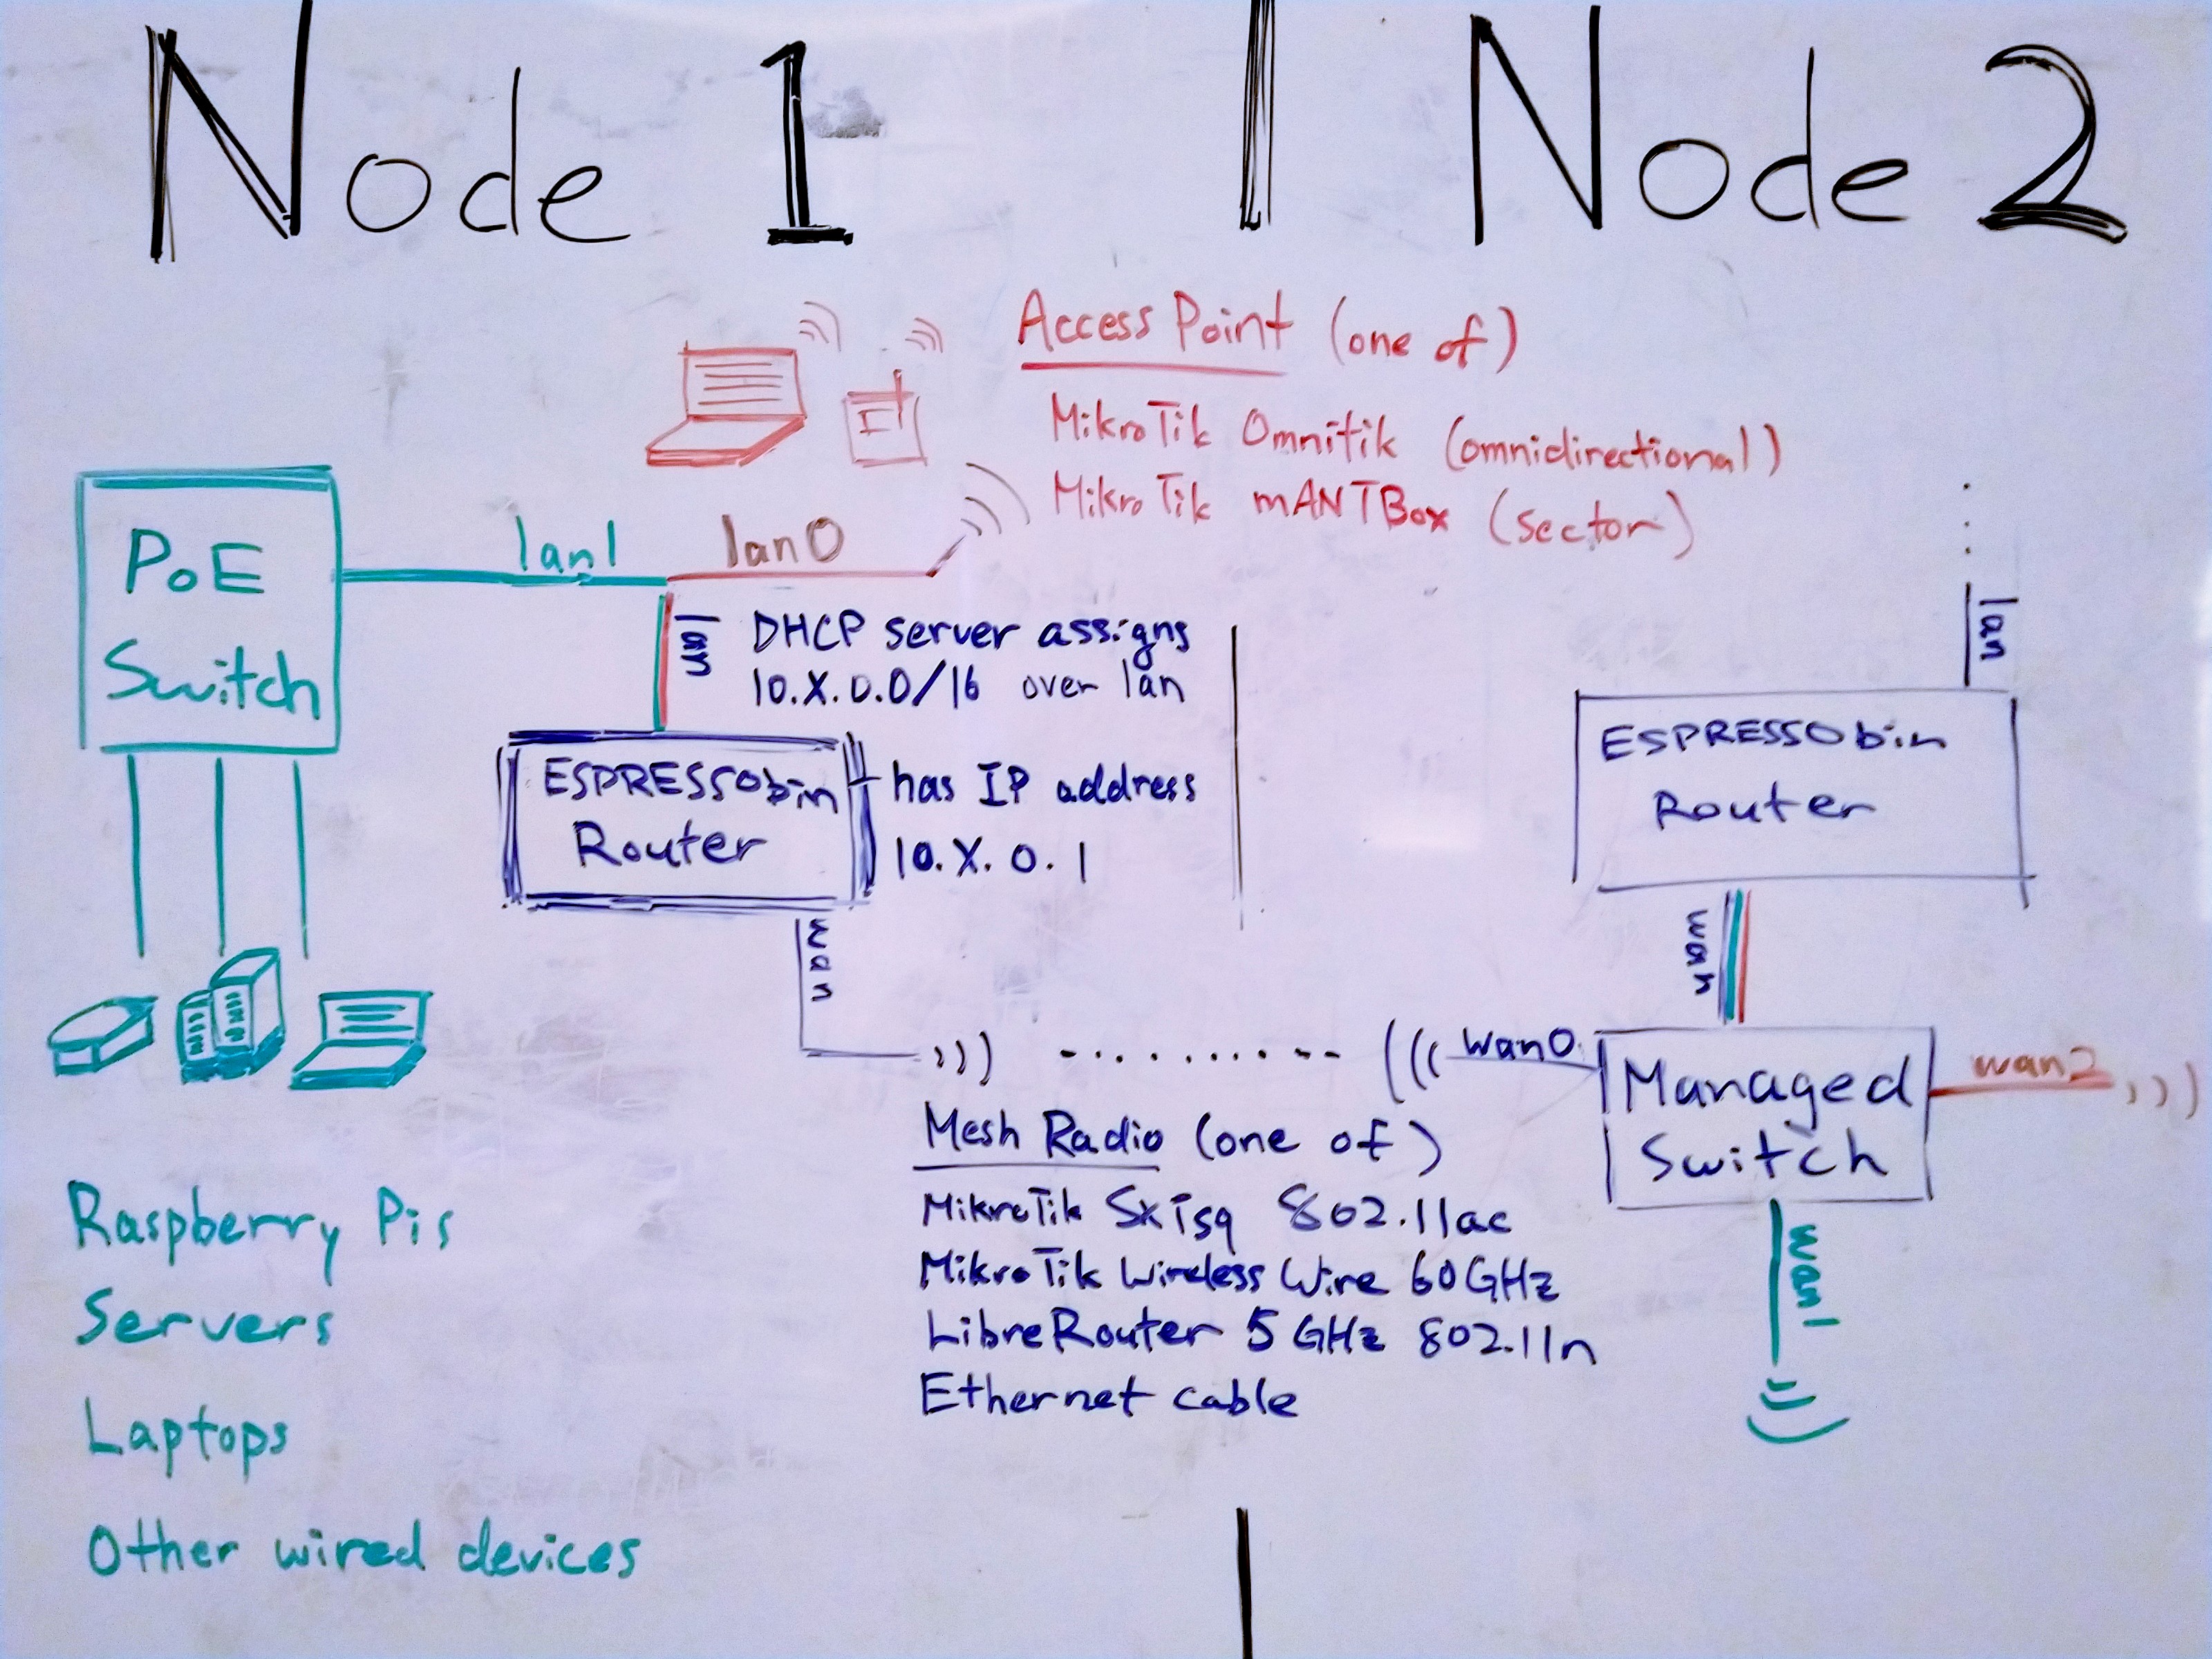 Node 1
Node 2
Access Point (one of)
MikroTik Omnitik (omnidirectional)
MikroTik mANTBox (sector)
PoE
Switch
lan1
lan0
lan
DHCP server assigns
10.X.0.0/16 over lan
ESPRESSObin
Router
has IP address
10.X.0.1
wan
Raspberry Pis
Servers
Laptops
Other wired devices
Mesh Radio (one of)
MikroTik SXTsq 802.11ac
MikroTik Wireless Wire 60GHz
LibreRouter 5GHz 802.11n
Ethernet cable
lan
ESPRESSObin
Router
wan
wan0
Managed
Switch
wan2
wan1